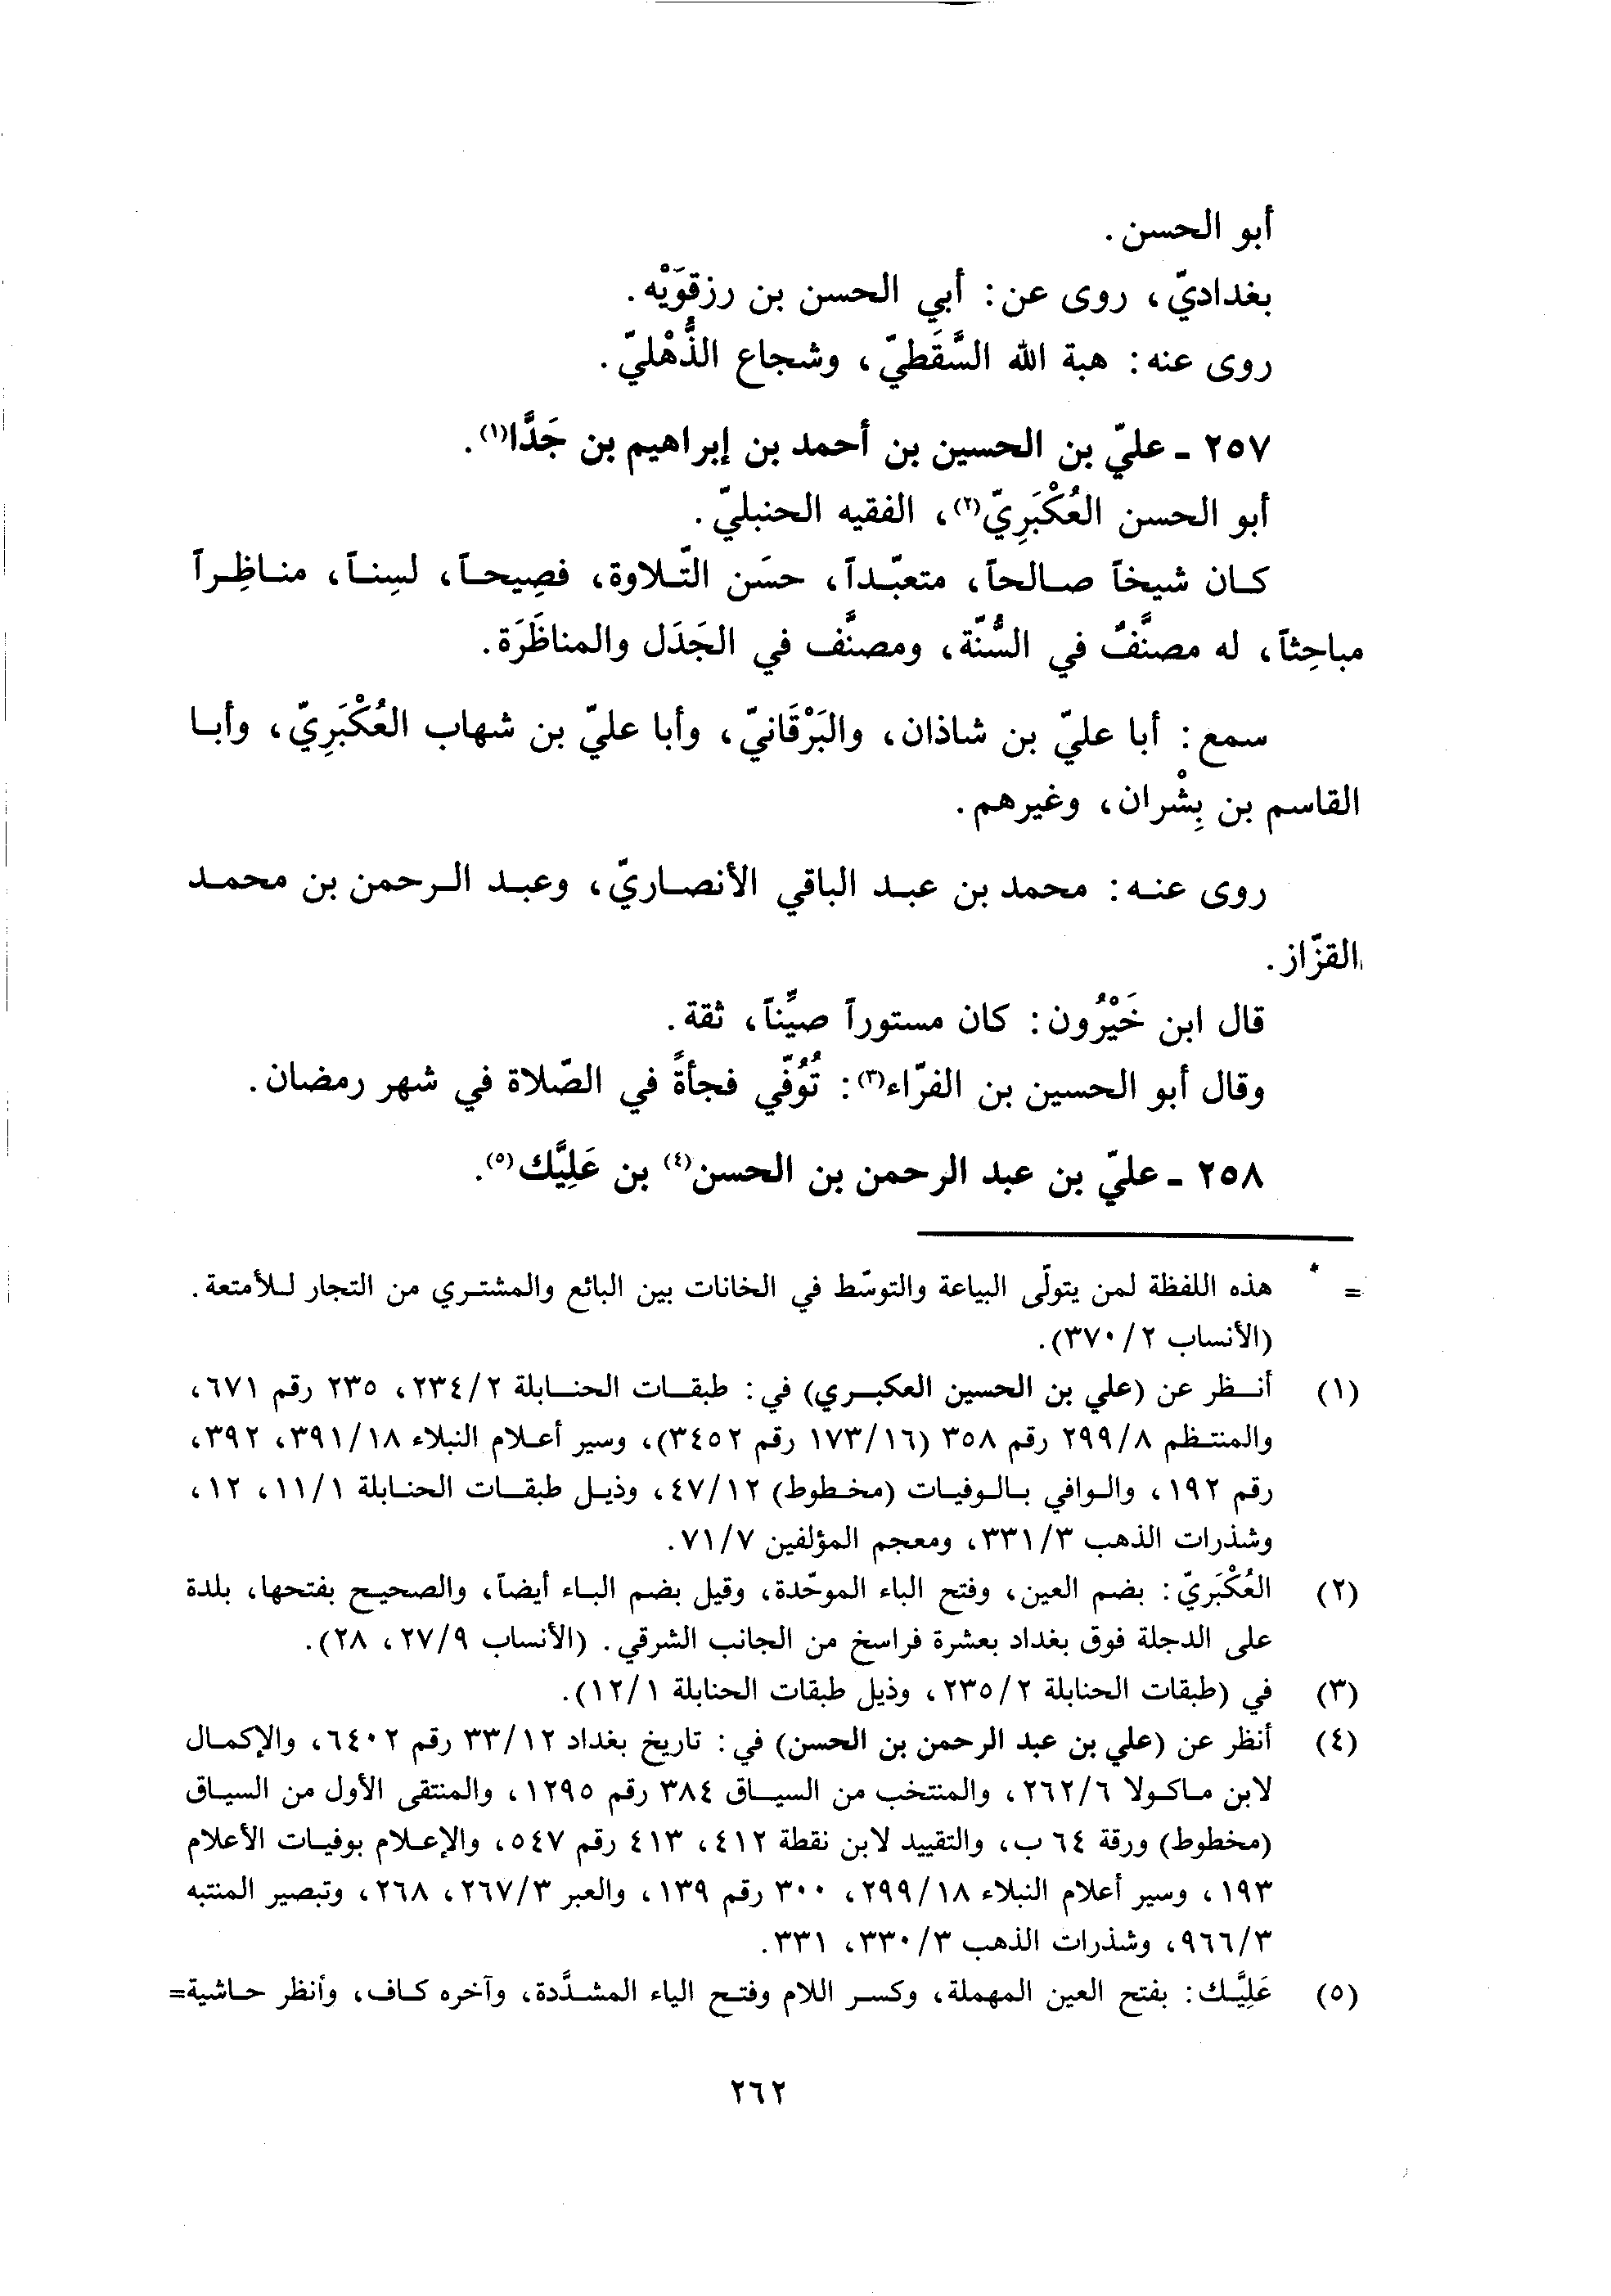 أبو الحسن.
بغداديّ، روى عن: أبي الحسن بن رزقوَيْه.
روى عنه: هبة الله السَّقَطيّ، وشجاع الذُّهْليّ.
٢٥٧ - عليّ بن الحسين بن أحمد بن إبراهيم بن جَدَّا(١).
أبو الحسن العُكْبَرِيّ(٢)، الفقيه الحنبليّ.
كان شيخاً صالحاً، متعبّداً، حسَن التّلاوة، فصِيحاً، لسِناً، مناظِراً
مباحِثاً، له مصنَّفٌ في السُّنّة، ومصنَّف في الجَدَل والمناظَرَة.
سمع: أبا عليّ بن شاذان، والبَرْقَانيّ، وأبا عليّ بن شهاب العُكْبَرِيّ، وأبا
القاسم بن بِشْران، وغيرهم.
روى عنه: محمد بن عبد الباقي الأنصاريّ، وعبد الرحمن بن محمد
القزّاز.
قال ابن خَيْرُون: كان مستوراً صيِّناً، ثقة.
وقال أبو الحسين بن الفرّاء(٣): تُوُفّي فجأةً في الصّلاة في شهر رمضان.
٢٥٨ - عليّ بن عبد الرحمن بن الحسن(٤) بن عَلِيَّك(٥).
= هذه اللفظة لمن يتولّى البياعة والتوسّط في الخانات بين البائع والمشتري من التجار للأمتعة.
(الأنساب ٢/٣٧٠).
(١) أنظر عن (علي بن الحسين العكبري) في: طبقات الحنابلة ٢/٢٣٤، ٢٣٥ رقم ٦٧١،
والمنتظم ٨/٢٩٩ رقم ٣٥٨ (١٦/١٧٣ رقم ٣٤٥٢)، وسير أعلام النبلاء ١٨/٣٩١، ٣٩٢،
رقم ١٩٢، والوافي بالوفيات (مخطوط) ١٢/٤٧، وذيل طبقات الحنابلة ١/١١، ١٢،
وشذرات الذهب ٣/٣٣١، ومعجم المؤلفين ٧/٧١.
(٢) العُكْبَريّ: بضم العين، وفتح الباء الموحّدة، وقيل بضم الباء أيضاً، والصحيح بفتحها، بلدة
على الدجلة فوق بغداد بعشرة فراسخ من الجانب الشرقي. (الأنساب ٩/٢٧، ٢٨).
(٣) في (طبقات الحنابلة ٢/٢٣٥، وذيل طبقات الحنابلة ١/١٢).
(٤) أنظر عن (علي بن عبد الرحمن بن الحسن) في: تاريخ بغداد ١٢/٣٣ رقم ٦٤٠٢، والإكمال
لابن ماكولا ٦/٢٦٢، والمنتخب من السياق ٣٨٤ رقم ١٢٩٥، والمنتقى الأول من السياق
(مخطوط) ورقة ٦٤ ب، والتقييد لابن نقطة ٤١٢، ٤١٣ رقم ٥٤٧، والإعلام بوفيات الأعلام
١٩٣، وسير أعلام النبلاء ١٨/٢٩٩، ٣٠٠ رقم ١٣٩، والعبر ٣/٢٦٧، ٢٦٨، وتبصير المنتبه
٣/٩٦٦، وشذرات الذهب ٣/٣٣٠، ٣٣١.
(٥) عَلِيَّك: بفتح العين المهملة، وكسر اللام وفتح الياء المشدَّدة، وآخره كاف، وأنظر حاشية=
٢٦٢